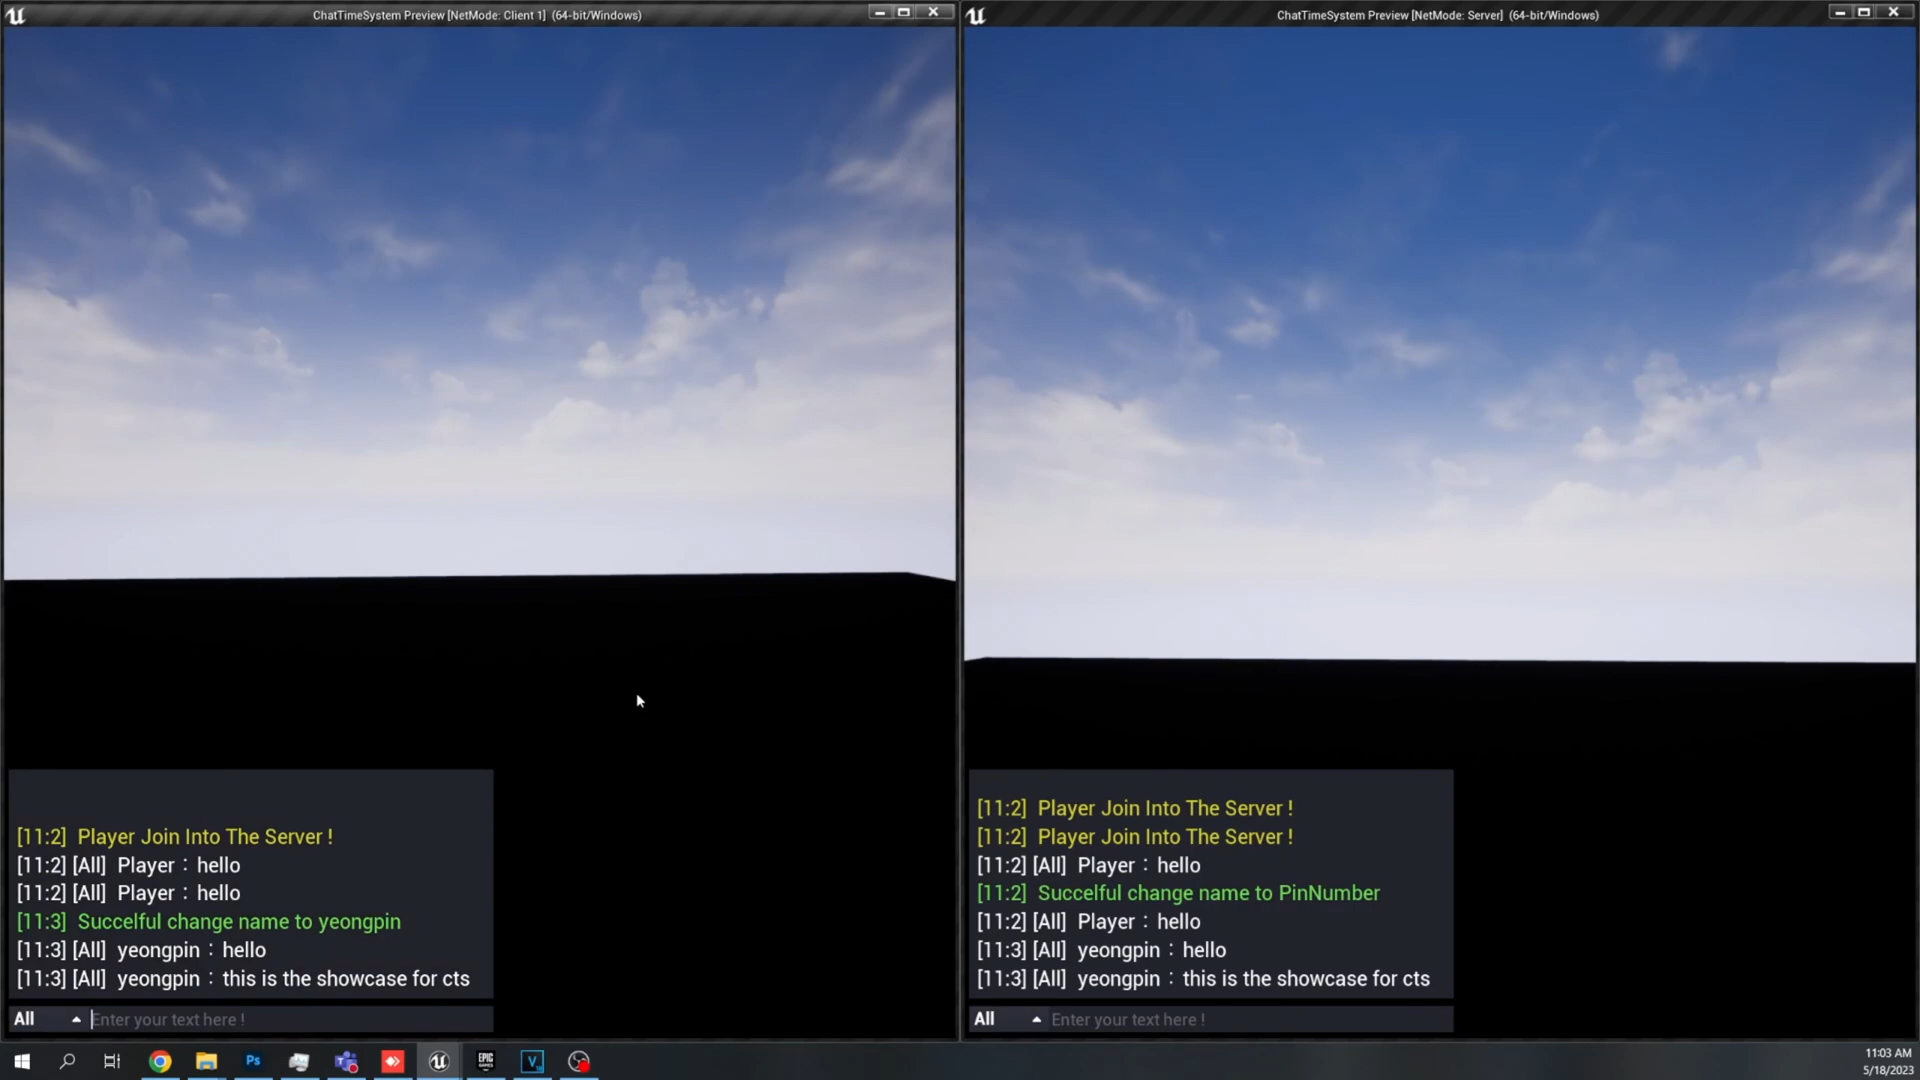 ChatTimeSystem Preview [NetMode: Client 1] (64-bit/Windows)
[11:2] Player Join Into The Server !
[11:2] [All] Player : hello
[11:2] [All] Player : hello
[11:3] Succelful change name to yeongpin
[11:3] [All] yeongpin : hello
[11:3] [All] yeongpin : this is the showcase for cts
All
Enter your text here !
ChatTimeSystem Preview [NetMode: Server] (64-bit/Windows)
[11:2] Player Join Into The Server !
[11:2] Player Join Into The Server !
[11:2] [All] Player : hello
[11:2] Succelful change name to PinNumber
[11:2] [All] Player : hello
[11:3] [All] yeongpin : hello
[11:3] [All] yeongpin : this is the showcase for cts
All
Enter your text here !
Ps
EPIC
GAMES
V
11:03 AM
5/18/2023